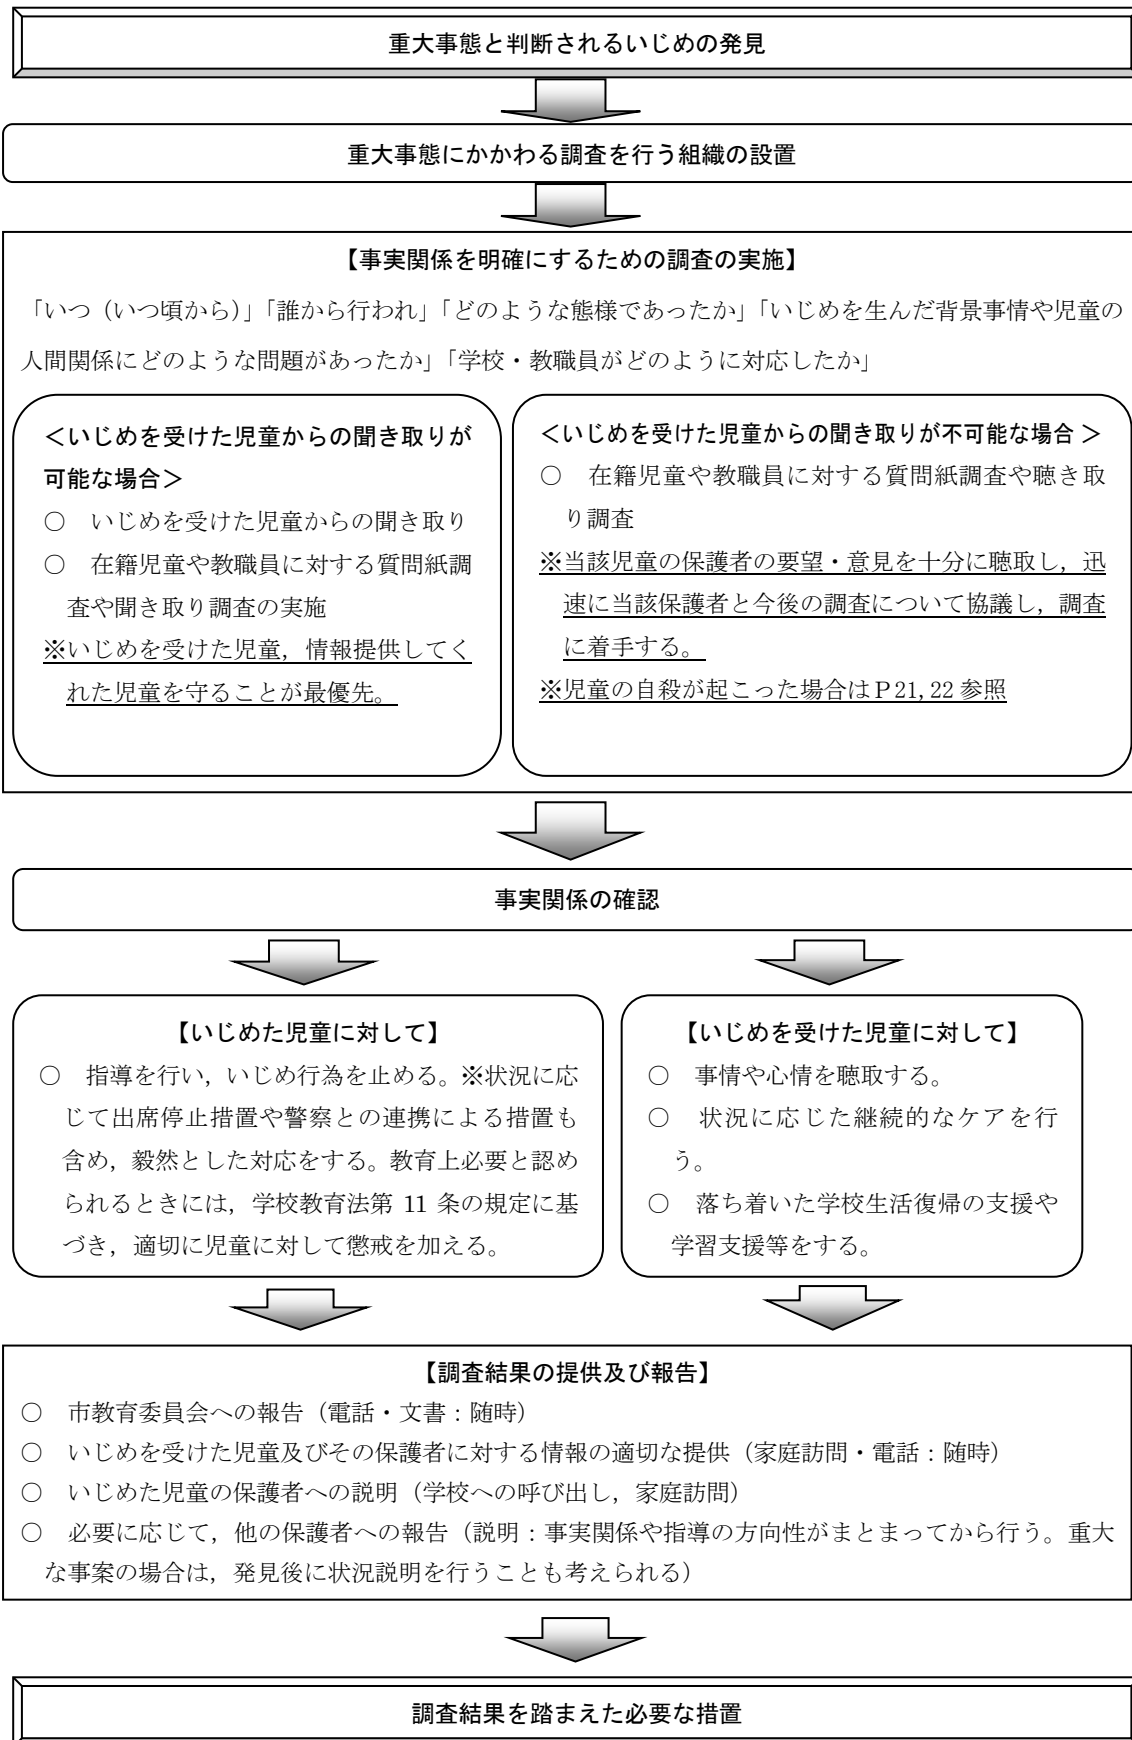 重大事態と判断されるいじめの発見
重大事態にかかわる調査を行う組織の設置
【事実関係を明確にするための調査の実施】
「いつ（いつ頃から）」「誰から行われ」「どのような態様であったか」「いじめを生んだ背景事情や児童の
人間関係にどのような問題があったか」「学校・教職員がどのように対応したか」
＜いじめを受けた児童からの聞き取りが
可能な場合＞
○　いじめを受けた児童からの聞き取り
○　在籍児童や教職員に対する質問紙調
査や聞き取り調査の実施
※いじめを受けた児童，情報提供してく
れた児童を守ることが最優先。
＜いじめを受けた児童からの聞き取りが不可能な場合 ＞
○　在籍児童や教職員に対する質問紙調査や聴き取
り調査
※当該児童の保護者の要望・意見を十分に聴取し，迅
速に当該保護者と今後の調査について協議し，調査
に着手する。
※児童の自殺が起こった場合はＰ21, 22 参照
事実関係の確認
【いじめた児童に対して】
○　指導を行い，いじめ行為を止める。※状況に応
じて出席停止措置や警察との連携による措置も
含め，毅然とした対応をする。教育上必要と認め
られるときには，学校教育法第 11 条の規定に基
づき，適切に児童に対して懲戒を加える。
【いじめを受けた児童に対して】
○　事情や心情を聴取する。
○　状況に応じた継続的なケアを行
う。
○　落ち着いた学校生活復帰の支援や
学習支援等をする。
【調査結果の提供及び報告】
○　市教育委員会への報告（電話・文書：随時）
○　いじめを受けた児童及びその保護者に対する情報の適切な提供（家庭訪問・電話：随時）
○　いじめた児童の保護者への説明（学校への呼び出し，家庭訪問）
○　必要に応じて，他の保護者への報告（説明：事実関係や指導の方向性がまとまってから行う。重大
な事案の場合は，発見後に状況説明を行うことも考えられる）
調査結果を踏まえた必要な措置